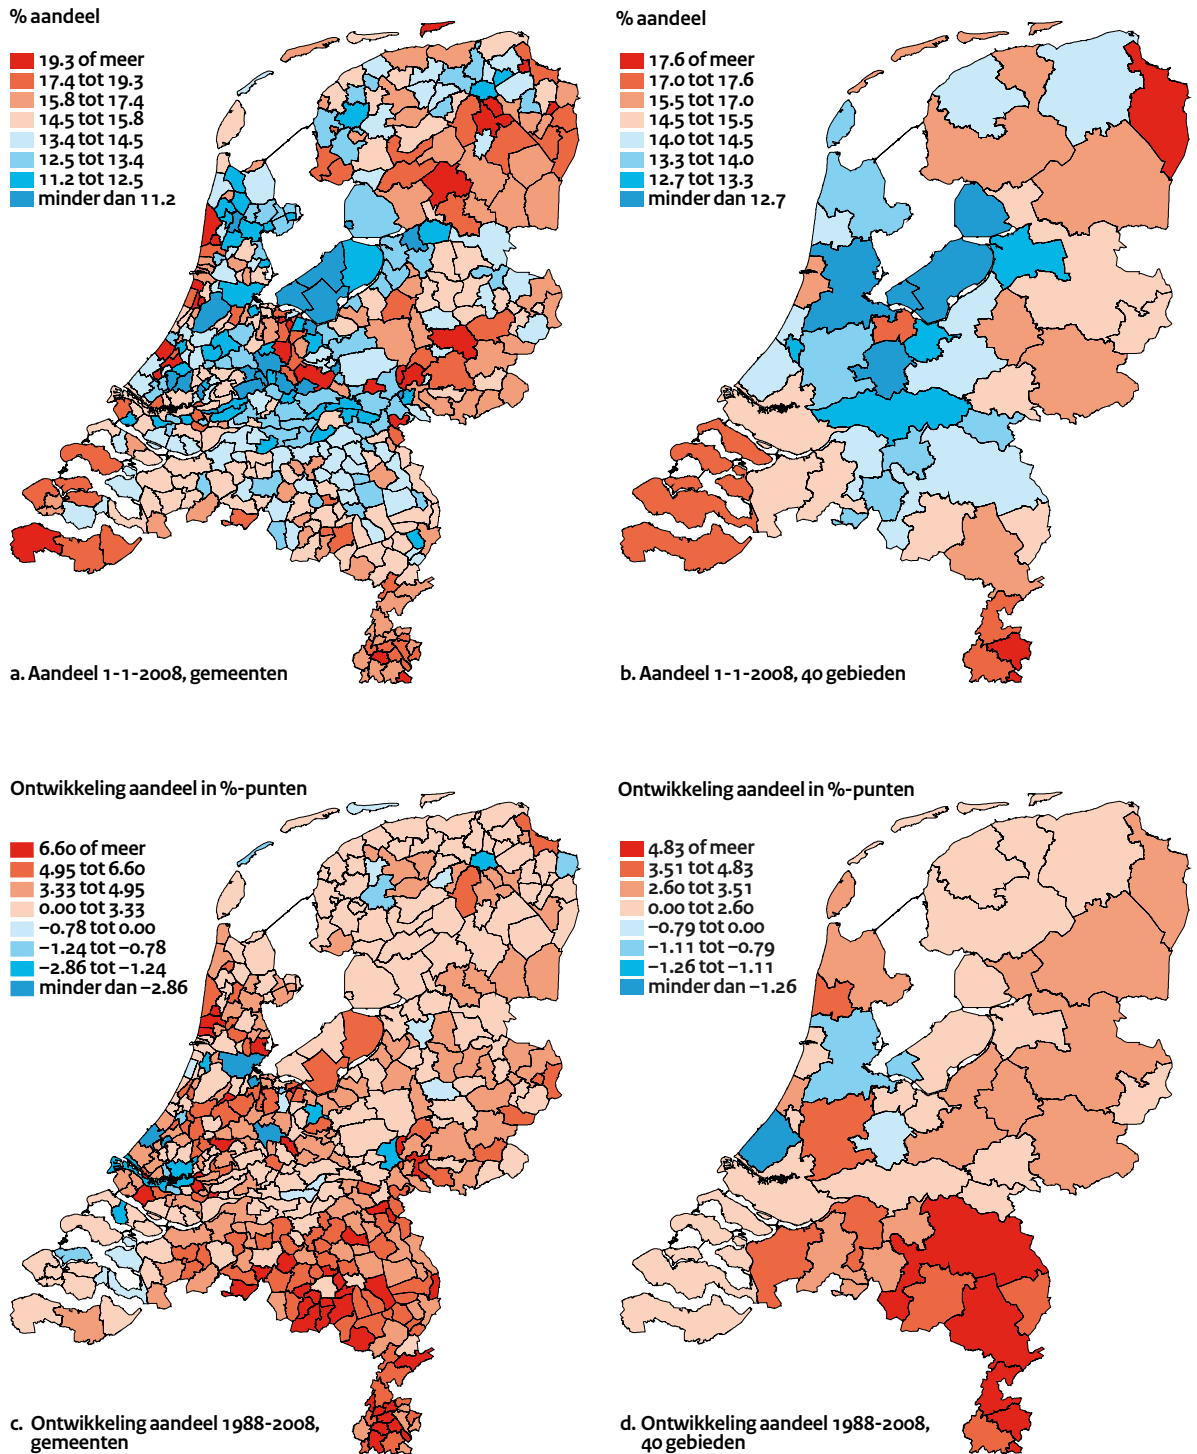 % aandeel
19.3 of meer
17.4 tot 19.3
15.8 tot 17.4
14.5 tot 15.8
13.4 tot 14.5
12.5 tot 13.4
11.2 tot 12.5
minder dan 11.2
a. Aandeel 1-1-2008, gemeenten
% aandeel
17.6 of meer
17.0 tot 17.6
15.5 tot 17.0
14.5 tot 15.5
14.0 tot 14.5
13.3 tot 14.0
12.7 tot 13.3
minder dan 12.7
b. Aandeel 1-1-2008, 40 gebieden
Ontwikkeling aandeel in %-punten
6.60 of meer
4.95 tot 6.60
3.33 tot 4.95
0.00 tot 3.33
−0.78 tot 0.00
−1.24 tot −0.78
−2.86 tot −1.24
minder dan −2.86
c. Ontwikkeling aandeel 1988-2008,
gemeenten
Ontwikkeling aandeel in %-punten
4.83 of meer
3.51 tot 4.83
2.60 tot 3.51
0.00 tot 2.60
−0.79 tot 0.00
−1.11 tot −0.79
−1.26 tot −1.11
minder dan −1.26
d. Ontwikkeling aandeel 1988-2008,
40 gebieden